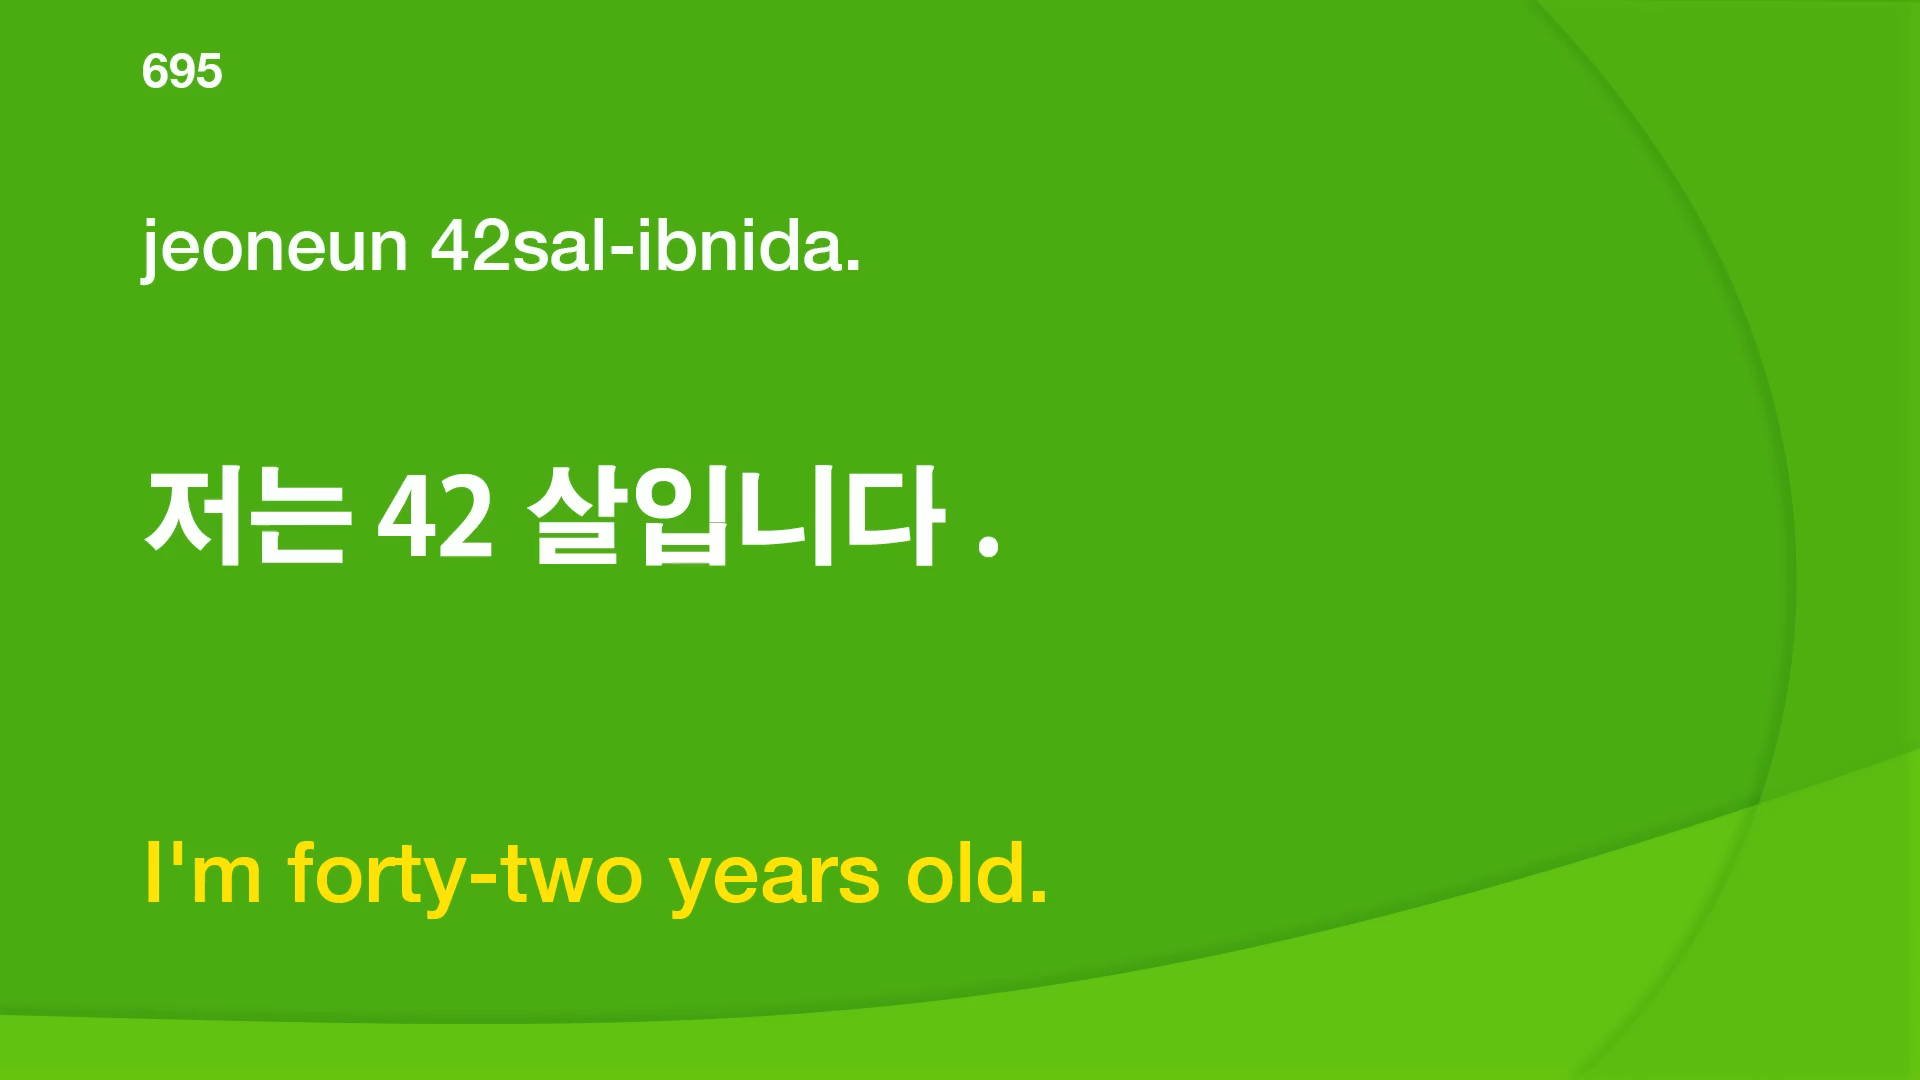 695
jeoneun 42sal-ibnida.
저는 42 살입니다 .
I'm forty-two years old.